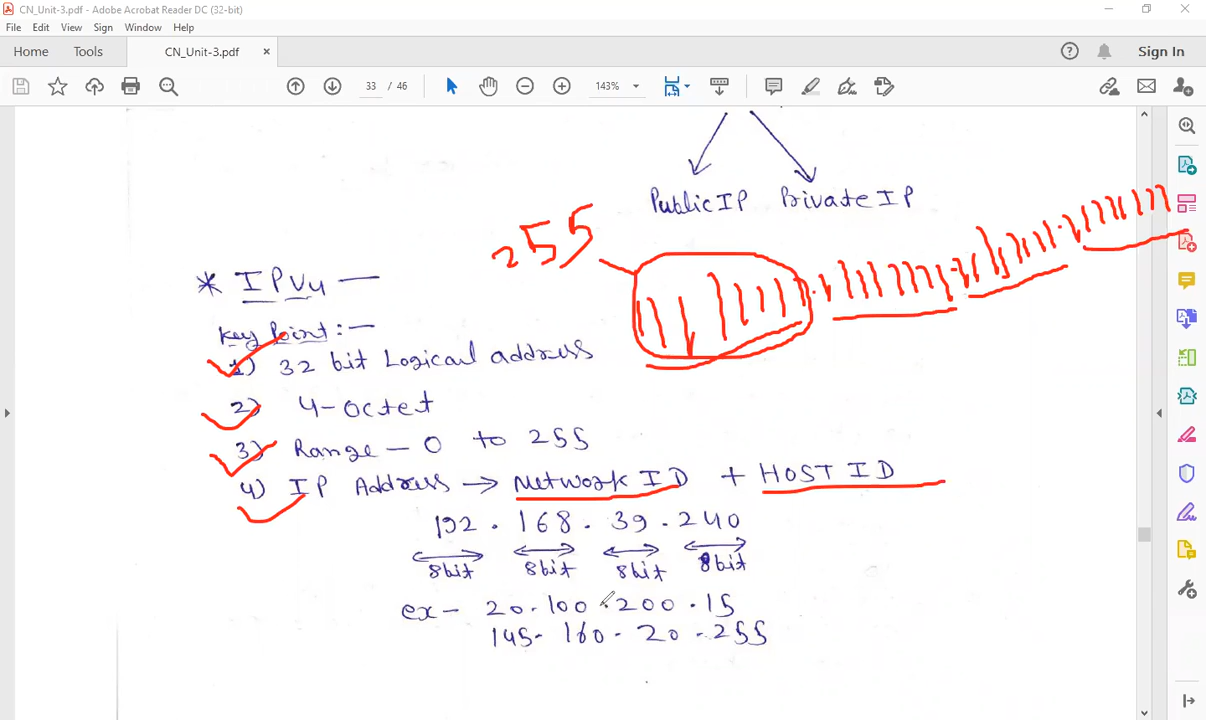 CN_Unit-3.pdf - Adobe Acrobat Reader DC (32-bit)
File Edit View Sign Window Help
Home Tools CN_Unit-3.pdf × Sign In
33 / 46 143%
Public IP Private IP
255
* IPV4 —
Key Point :—
1) 32 bit Logical address
2) 4-Octet
3) Range - 0 to 255
4) IP Address → Network ID + HOST ID
192 . 168 . 39 . 240
8bit 8bit 8bit 8bit
ex - 20 . 100 . 200 . 15
145 . 160 . 20 . 255